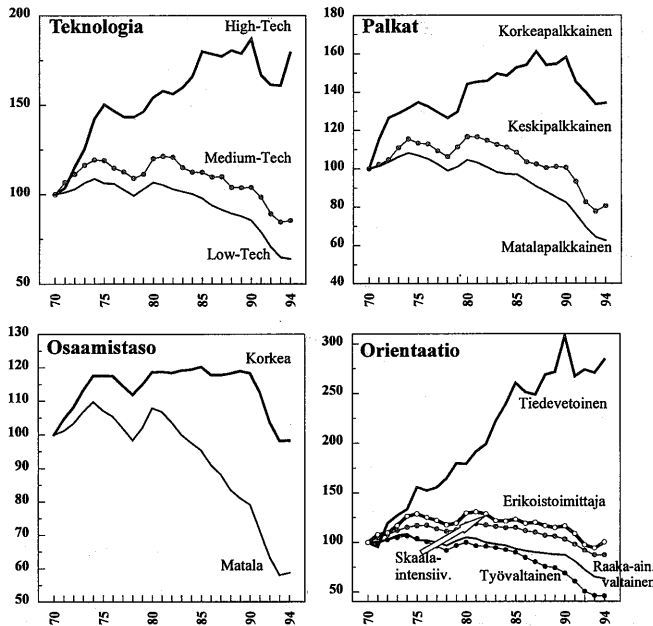 Teknologia
High-Tech
200
150
100
50
Medium-Tech
Low-Tech
70 75 80 85 90 94
Palkat
Korkeapalkkainen
180
160
140
120
100
80
60
40
Keskipalkkainen
Matalapalkkainen
70 75 80 85 90 94
Osaamistaso
Korkea
130
120
110
100
90
80
70
60
50
Matala
70 75 80 85 90 94
Orientaatio
300
250
200
150
100
50
Tiedevetoinen
Erikoistoimittaja
Skaala-
intensiiv.
Työvaltainen
Raaka-ain.
valtainen
70 75 80 85 90 94